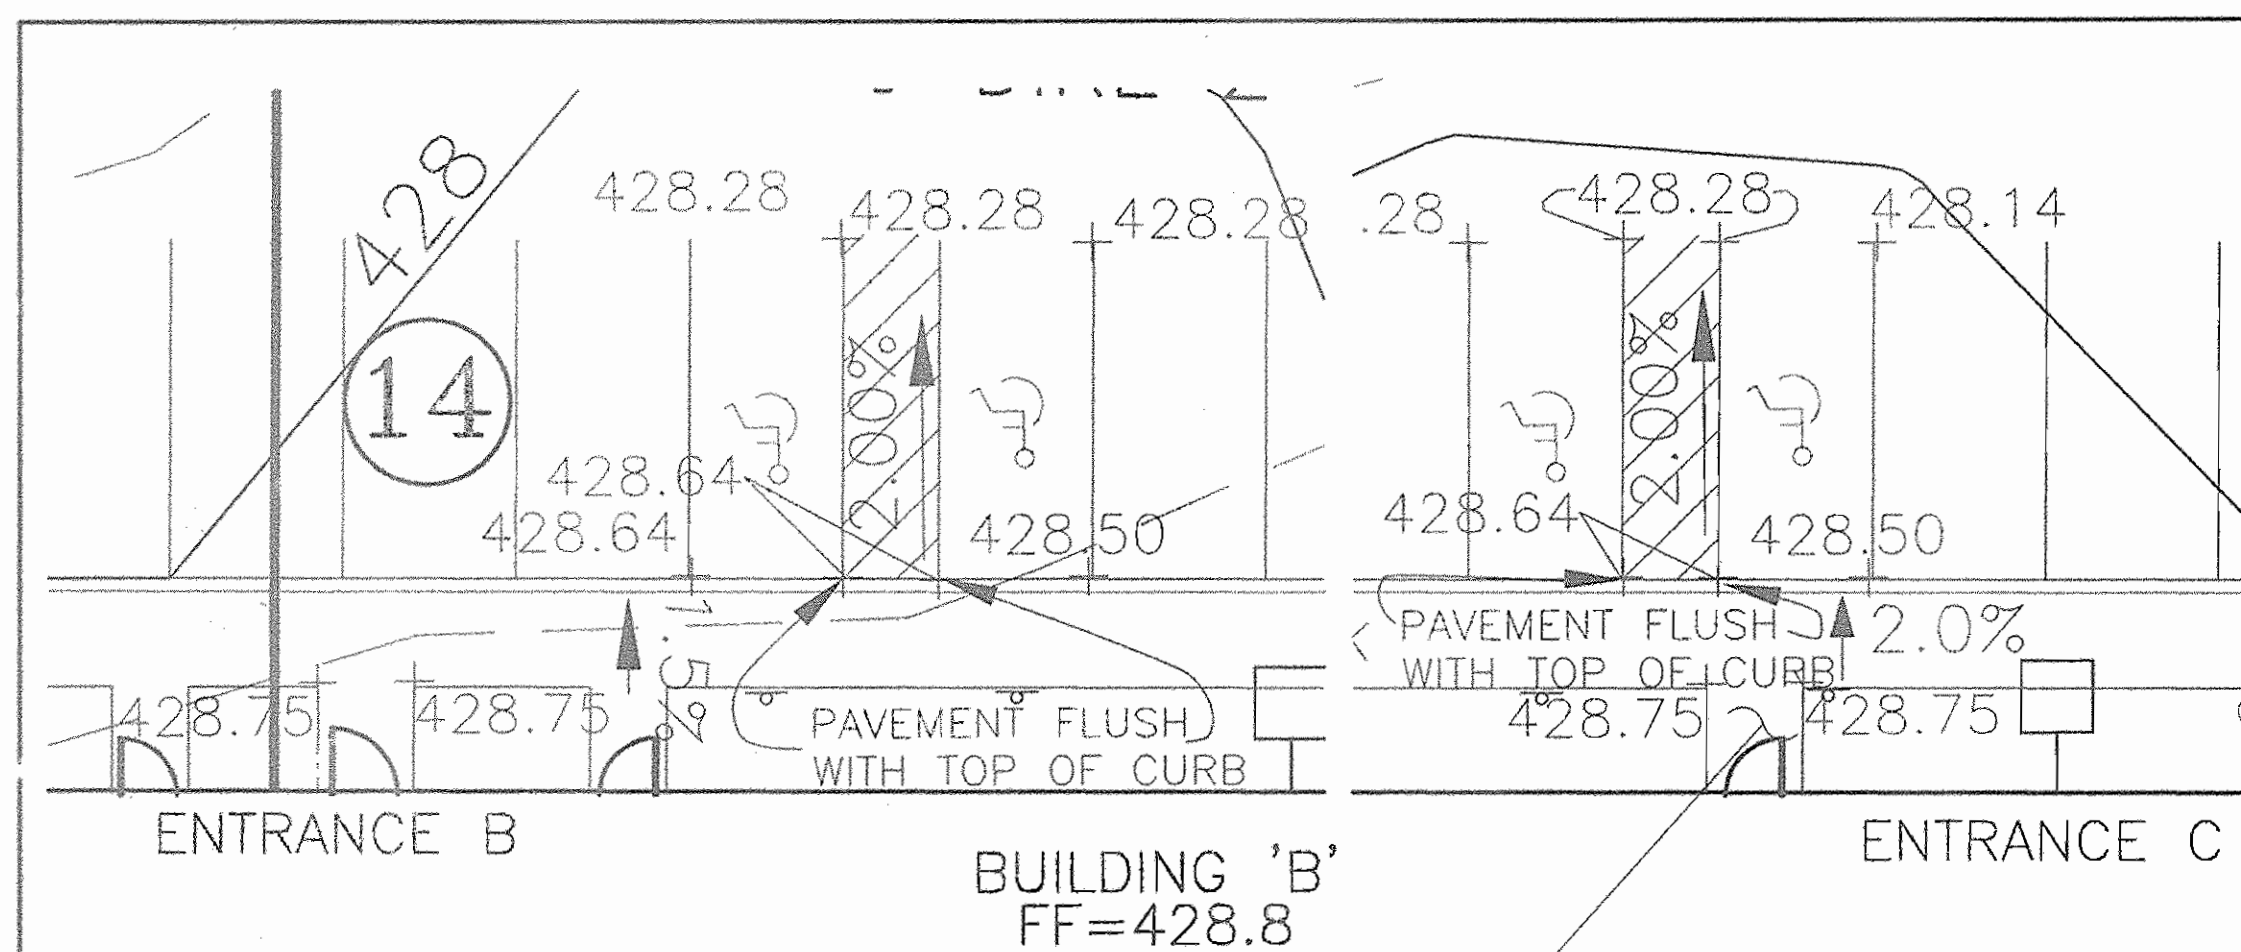 428
428.28
428.28
428.28
.28
428.28
428.14
14
2.00%
2.00%
428.64
428.64
428.50
428.64
428.50
1.5%
PAVEMENT FLUSH
WITH TOP OF CURB
2.0%
428.75
428.75
PAVEMENT FLUSH
WITH TOP OF CURB
428.75
428.75
ENTRANCE B
ENTRANCE C
BUILDING 'B'
FF=428.8